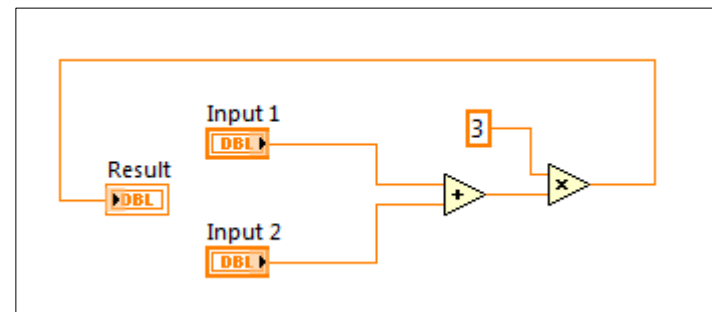 Input 1
DBL
3
Result
DBL
+
×
Input 2
DBL